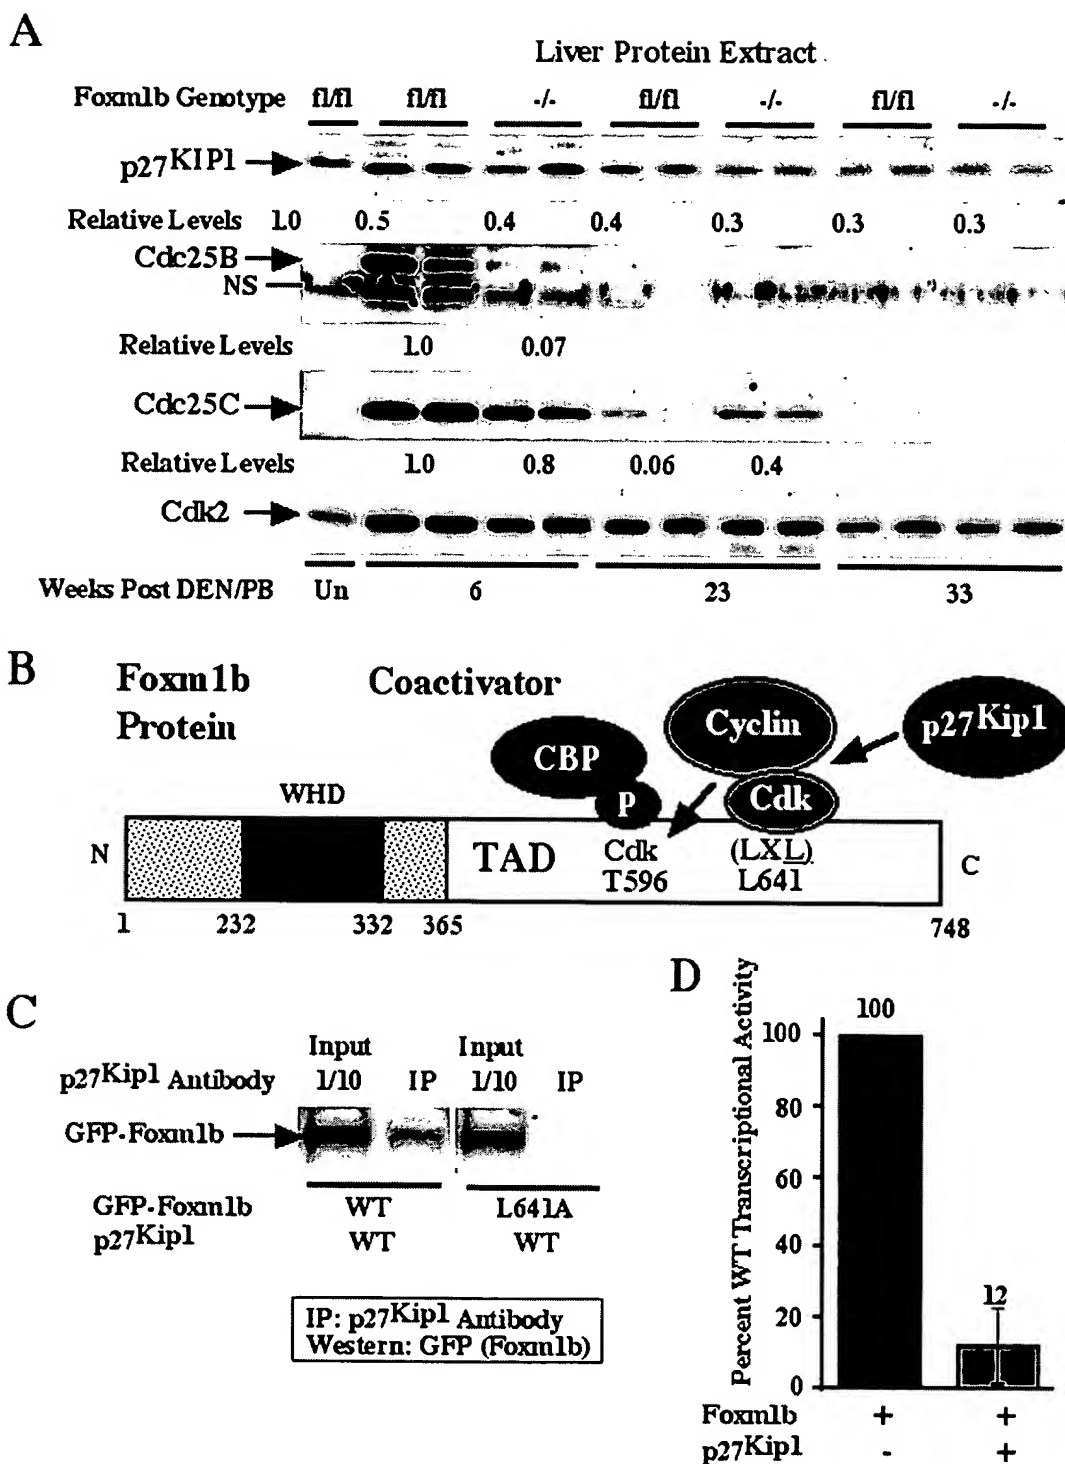 A
Liver Protein Extract
Foxm1b Genotype fl/fl fl/fl -/- fl/fl -/- fl/fl -/-
p27KIP1
Relative Levels 1.0 0.5 0.4 0.4 0.3 0.3 0.3
Cdc25B
NS
Relative Levels 1.0 0.07
Cdc25C
Relative Levels 1.0 0.8 0.06 0.4
Cdk2
Weeks Post DEN/PB Un 6 23 33
B
Foxm1b Protein
Coactivator
CBP
P
Cyclin
Cdk
p27Kip1
WHD
N
TAD
Cdk (LXL)
T596 L641
C
1 232 332 365 748
C
Input Input
p27Kip1 Antibody 1/10 IP 1/10 IP
GFP-Foxm1b
GFP-Foxm1b WT L641A
p27Kip1 WT WT
IP: p27Kip1 Antibody
Western: GFP (Foxm1b)
D
Percent WT Transcriptional Activity
100
80
60
40
20
0
100
12
Foxm1b + +
p27Kip1 - +